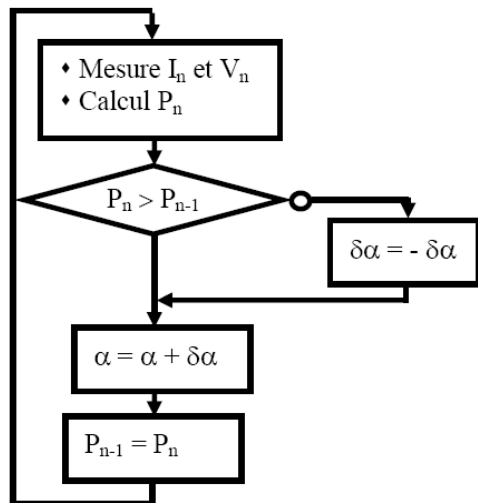 ♦ Mesure Iₙ et Vₙ
♦ Calcul Pₙ
Pₙ > Pₙ₋₁
δα = - δα
α = α + δα
Pₙ₋₁ = Pₙ